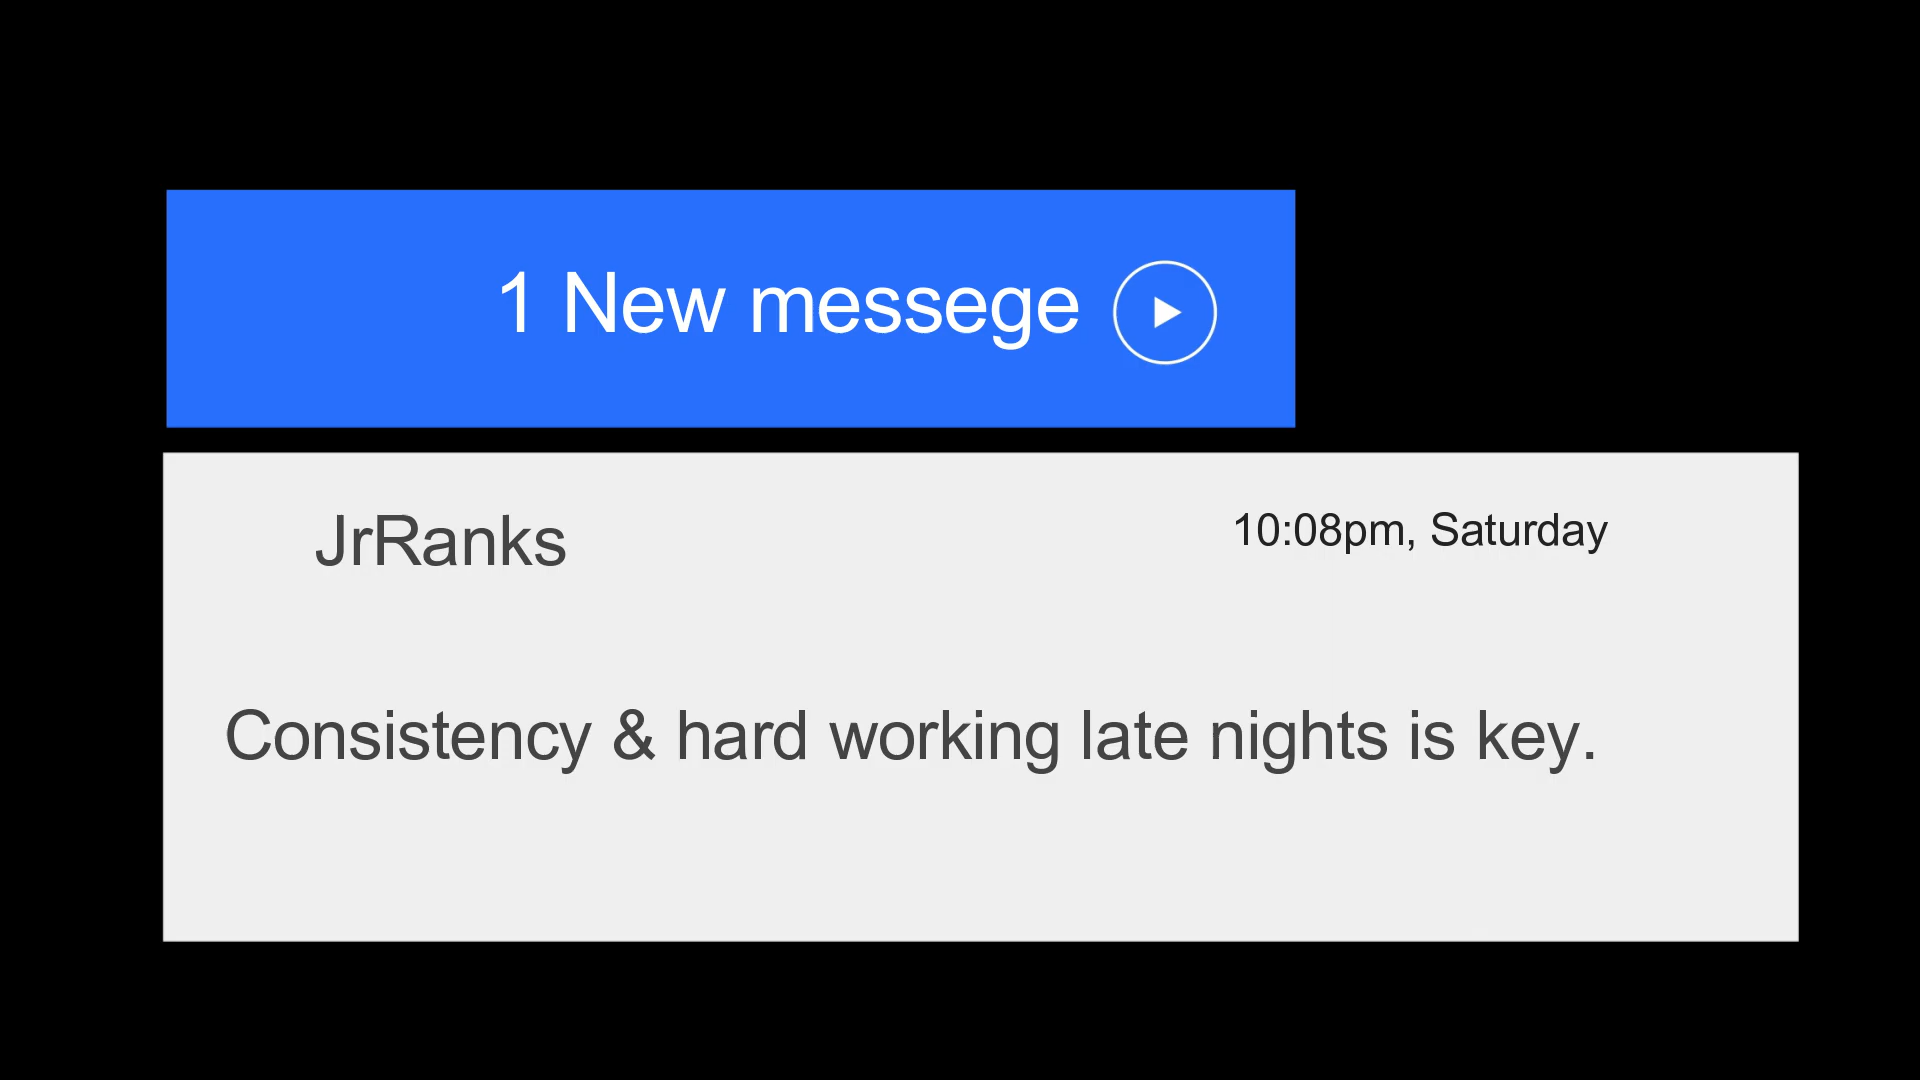 1 New messege
JrRanks
10:08pm, Saturday
Consistency & hard working late nights is key.